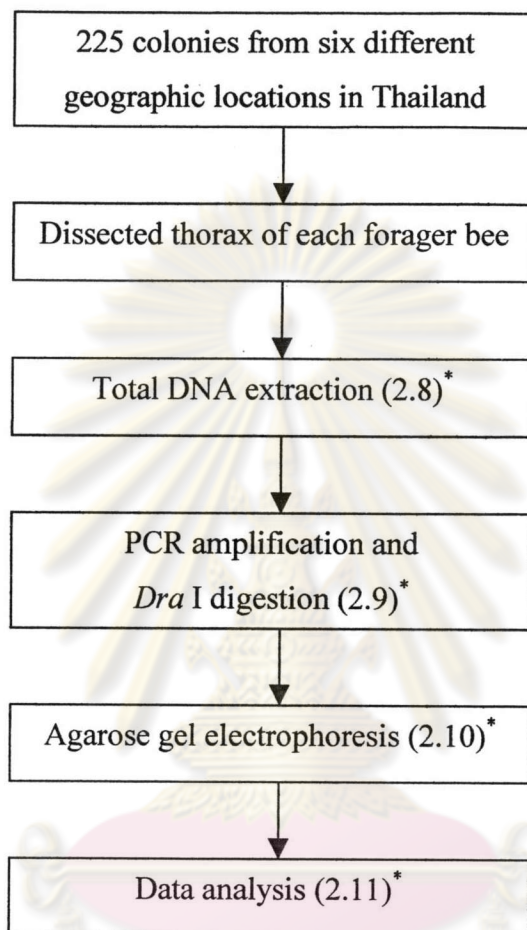 225 colonies from six different
geographic locations in Thailand
Dissected thorax of each forager bee
Total DNA extraction (2.8)*
PCR amplification and
Dra I digestion (2.9)*
Agarose gel electrophoresis (2.10)*
Data analysis (2.11)*